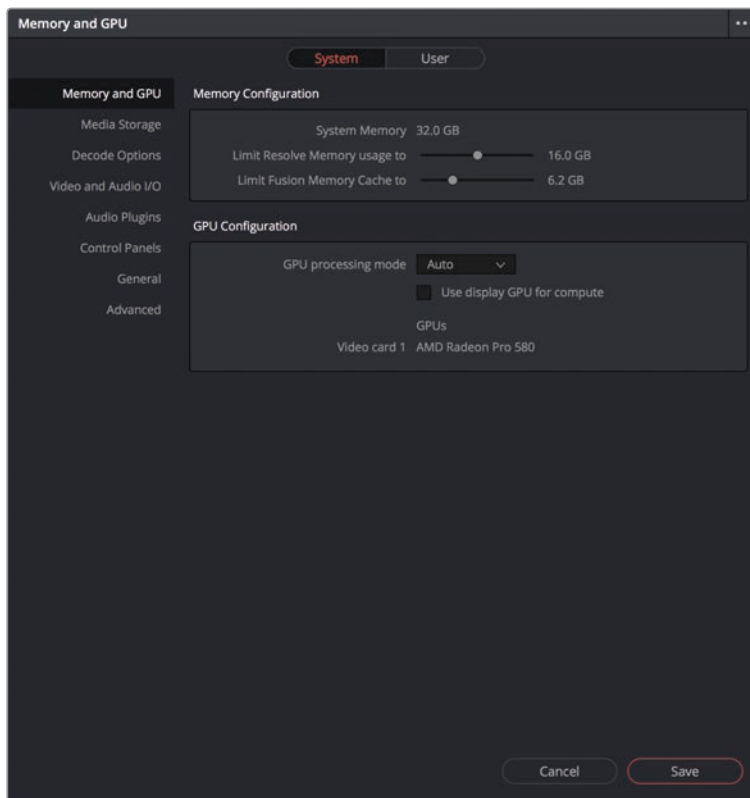 Memory and GPU
System User
Memory and GPU
Media Storage
Decode Options
Video and Audio I/O
Audio Plugins
Control Panels
General
Advanced
Memory Configuration
System Memory 32.0 GB
Limit Resolve Memory usage to 16.0 GB
Limit Fusion Memory Cache to 6.2 GB
GPU Configuration
GPU processing mode Auto
Use display GPU for compute
GPUs
Video card 1 AMD Radeon Pro 580
Cancel Save